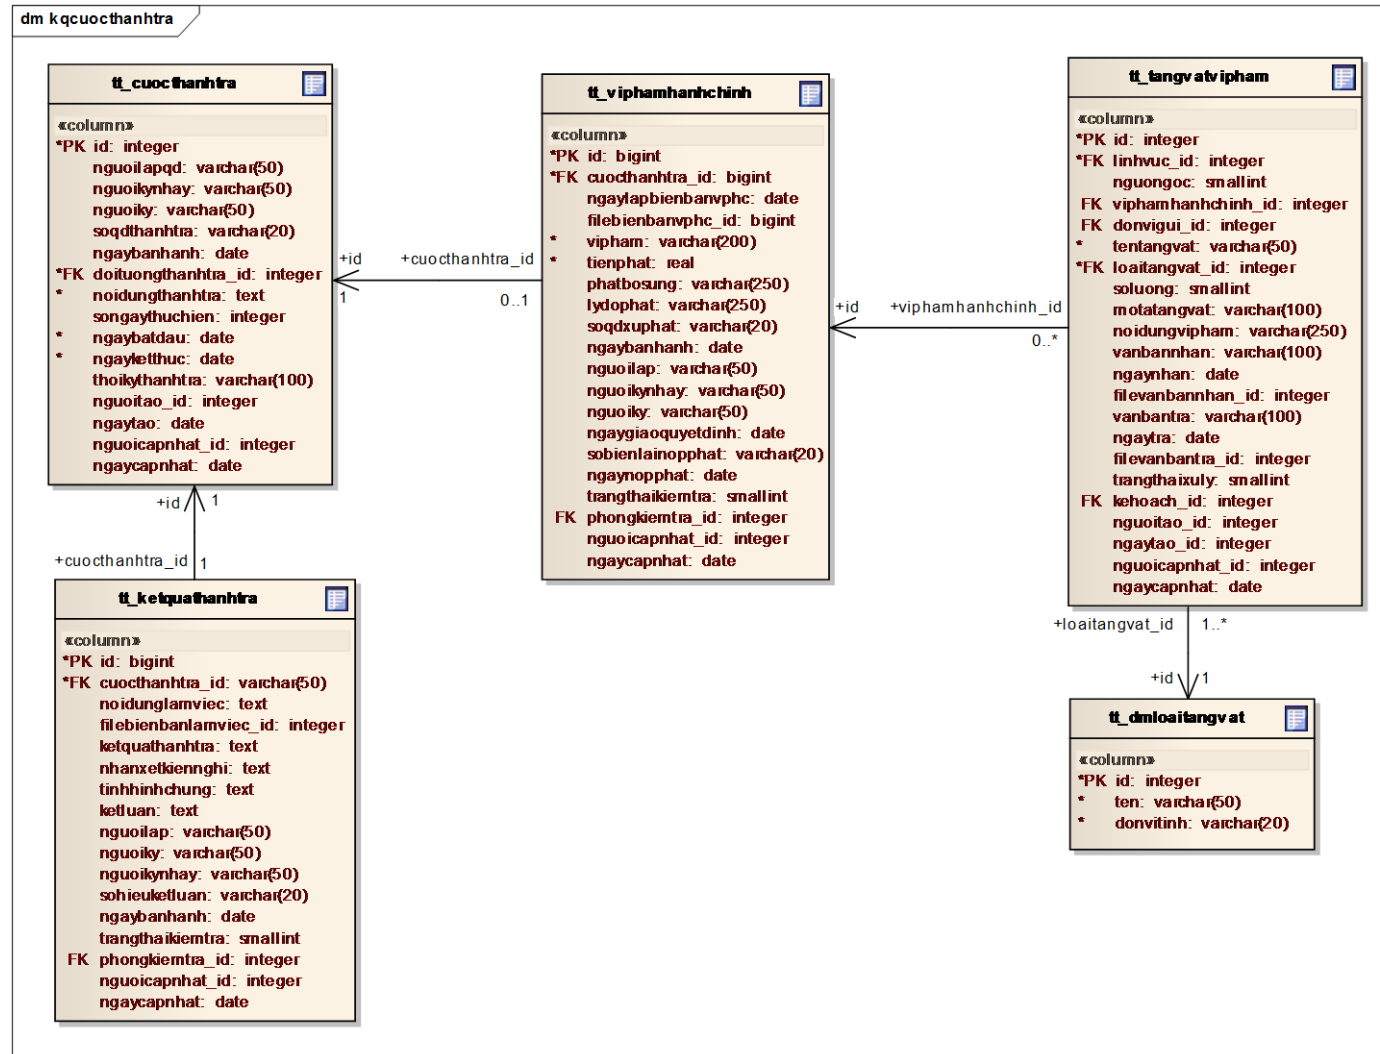 dm kqcuocthanhtra
tt_cuocthanhtra
«column»
*PK id: integer
nguoilapqd: varchar(50)
nguoikynhay: varchar(50)
nguoiky: varchar(50)
soqdthanhtra: varchar(20)
ngaybanhanh: date
*FK doituongthanhtra_id: integer
* noidungthanhtra: text
songaythuchien: integer
* ngaybatdau: date
* ngayketthuc: date
thoikythanhtra: varchar(100)
nguoitao_id: integer
ngaytao: date
nguoicapnhat_id: integer
ngaycapnhat: date
+id
1
+cuocthanhtra_id
0..1
tt_viphamhanhchinh
«column»
*PK id: bigint
*FK cuocthanhtra_id: bigint
ngaylapbienbanvphc: date
filebienbanvphc_id: bigint
* vipham: varchar(200)
* tienphat: real
phatbosung: varchar(250)
lydophat: varchar(250)
soqdxuphat: varchar(20)
ngaybanhanh: date
nguoilap: varchar(50)
nguoikynhay: varchar(50)
nguoiky: varchar(50)
ngaygiaoquyetdinh: date
sobienlainopphat: varchar(20)
ngaynopphat: date
trangthaikiemtra: smallint
FK phongkiemtra_id: integer
nguoicapnhat_id: integer
ngaycapnhat: date
+id
+viphamhanhchinh_id
0..*
tt_tangvatvipham
«column»
*PK id: integer
*FK linhvuc_id: integer
nguongoc: smallint
FK viphamhanhchinh_id: integer
FK donvigui_id: integer
* tentangvat: varchar(50)
*FK loaitangvat_id: integer
soluong: smallint
motatangvat: varchar(100)
noidungvipham: varchar(250)
vanbannhan: varchar(100)
ngaynhan: date
filevanbannhan_id: integer
vanbantra: varchar(100)
ngaytra: date
filevanbantra_id: integer
trangthaixuly: smallint
FK kehoach_id: integer
nguoitao_id: integer
ngaytao_id: integer
nguoicapnhat_id: integer
ngaycapnhat: date
+loaitangvat_id
1..*
+id
1
tt_dmloaitangvat
«column»
*PK id: integer
* ten: varchar(50)
* donvitinh: varchar(20)
+id
1
+cuocthanhtra_id
1
tt_ketquathanhtra
«column»
*PK id: bigint
*FK cuocthanhtra_id: varchar(50)
noidunglamviec: text
filebienbanlamviec_id: integer
ketquathanhtra: text
nhanxetkiennghi: text
tinhhinhchung: text
ketluan: text
nguoilap: varchar(50)
nguoiky: varchar(50)
nguoikynhay: varchar(50)
sohieuketluan: varchar(20)
ngaybanhanh: date
trangthaikiemtra: smallint
FK phongkiemtra_id: integer
nguoicapnhat_id: integer
ngaycapnhat: date